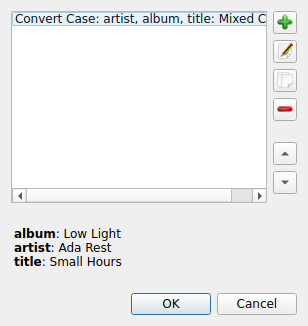 Convert Case: artist, album, title: Mixed C
album: Low Light
artist: Ada Rest
title: Small Hours
OK
Cancel